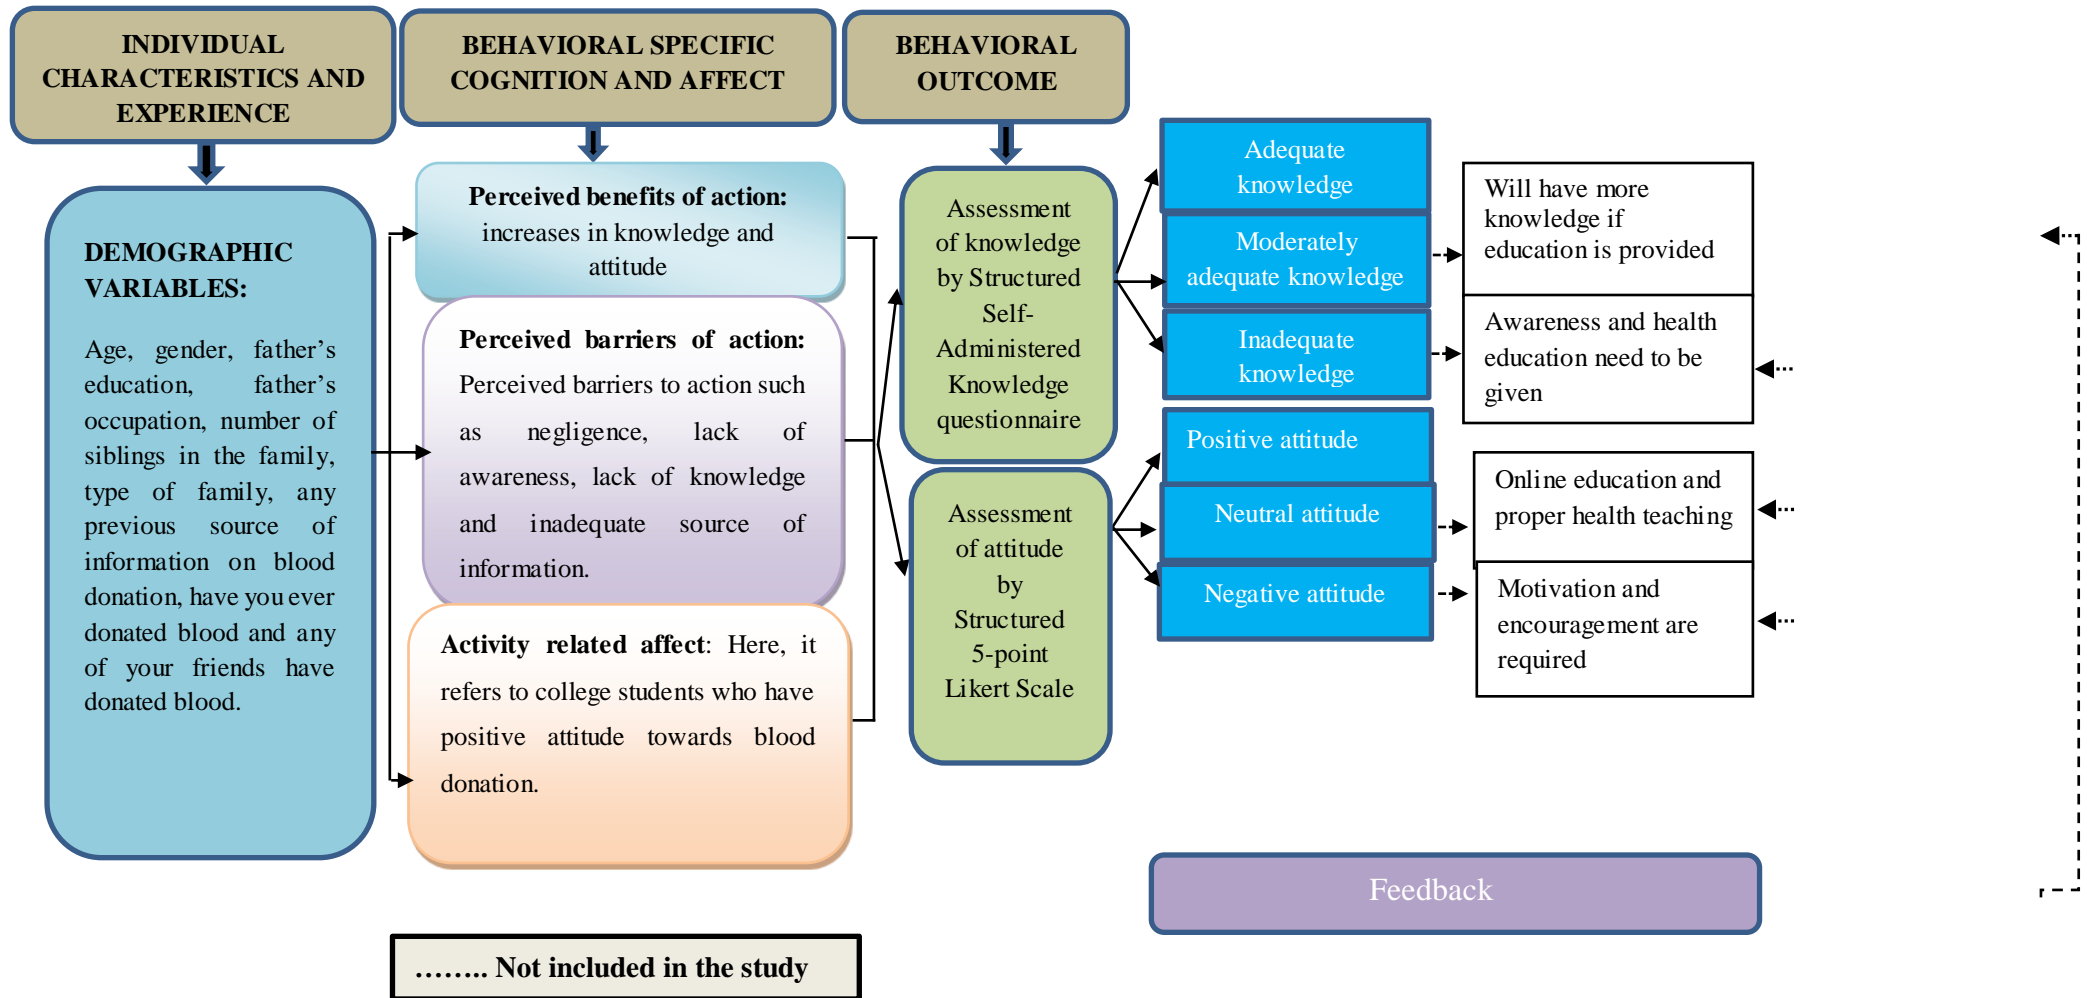 INDIVIDUAL
CHARACTERISTICS AND
EXPERIENCE
BEHAVIORAL SPECIFIC
COGNITION AND AFFECT
BEHAVIORAL
OUTCOME
DEMOGRAPHIC
VARIABLES:
Age, gender, father’s
education, father’s
occupation, number of
siblings in the family,
type of family, any
previous source of
information on blood
donation, have you ever
donated blood and any
of your friends have
donated blood.
Perceived benefits of action:
increases in knowledge and
attitude
Perceived barriers of action:
Perceived barriers to action such
as negligence, lack of
awareness, lack of knowledge
and inadequate source of
information.
Activity related affect: Here, it
refers to college students who have
positive attitude towards blood
donation.
Assessment
of knowledge
by Structured
Self-
Administered
Knowledge
questionnaire
Assessment
of attitude
by
Structured
5-point
Likert Scale
Adequate
knowledge
Moderately
adequate knowledge
Inadequate
knowledge
Positive attitude
Neutral attitude
Negative attitude
Will have more
knowledge if
education is provided
Awareness and health
education need to be
given
Online education and
proper health teaching
Motivation and
encouragement are
required
Feedback
…….. Not included in the study